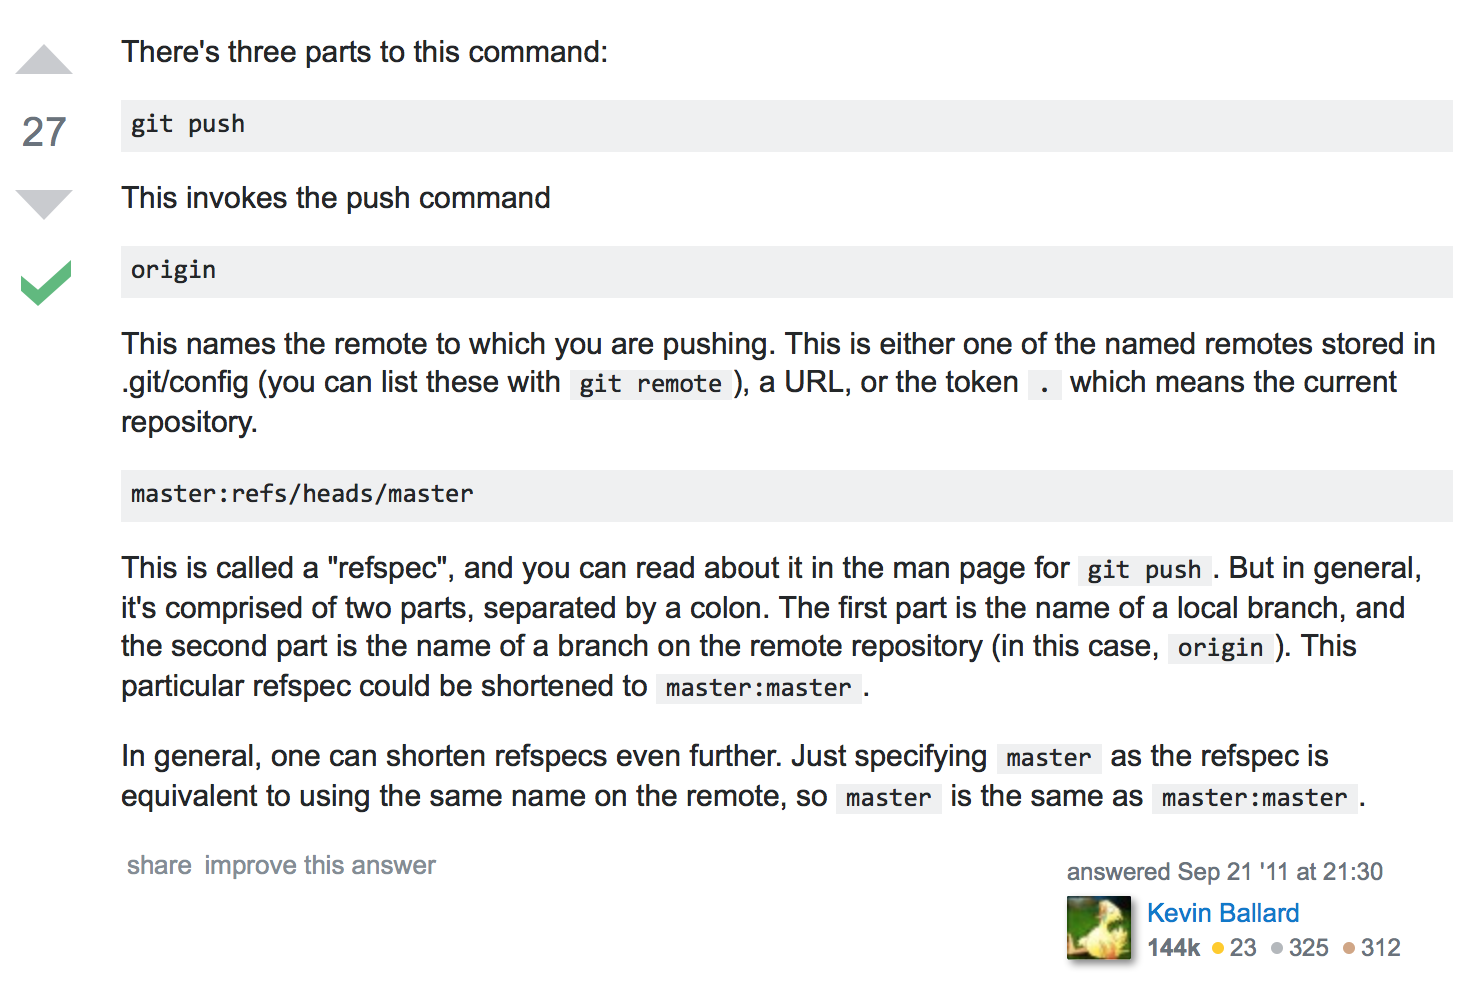 There's three parts to this command:
27
git push
This invokes the push command
origin
This names the remote to which you are pushing. This is either one of the named remotes stored in
.git/config (you can list these with git remote ), a URL, or the token . which means the current
repository.
master:refs/heads/master
This is called a "refspec", and you can read about it in the man page for git push . But in general,
it's comprised of two parts, separated by a colon. The first part is the name of a local branch, and
the second part is the name of a branch on the remote repository (in this case, origin ). This
particular refspec could be shortened to master:master .
In general, one can shorten refspecs even further. Just specifying master as the refspec is
equivalent to using the same name on the remote, so master is the same as master:master .
share improve this answer
answered Sep 21 '11 at 21:30
Kevin Ballard
144k 23 325 312